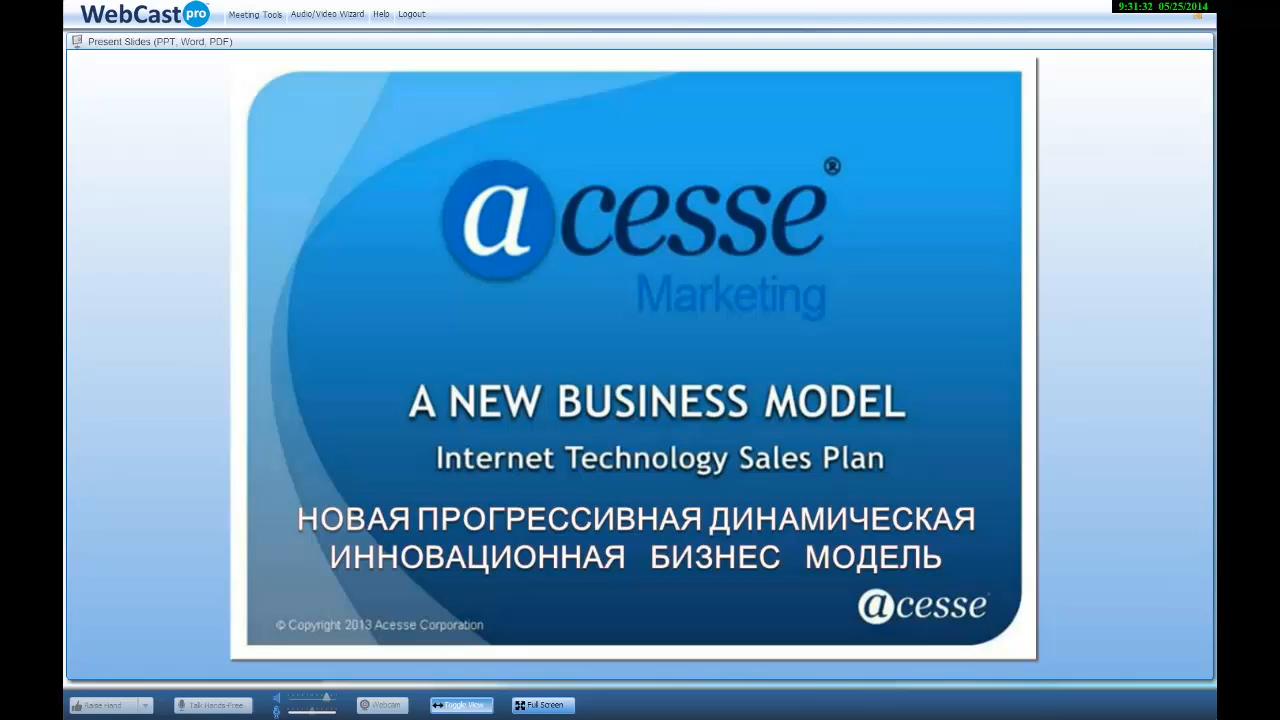 WebCast pro
Meeting Tools Audio/Video Wizard Help Logout
9:31:32 05/25/2014
Present Slides (PPT, Word, PDF)
acesse®
Marketing
A NEW BUSINESS MODEL
Internet Technology Sales Plan
НОВАЯ ПРОГРЕССИВНАЯ ДИНАМИЧЕСКАЯ
ИННОВАЦИОННАЯ БИЗНЕС МОДЕЛЬ
acesse
© Copyright 2013 Acesse Corporation
Raise Hand Talk Hands-Free Webcam Toggle View Full Screen